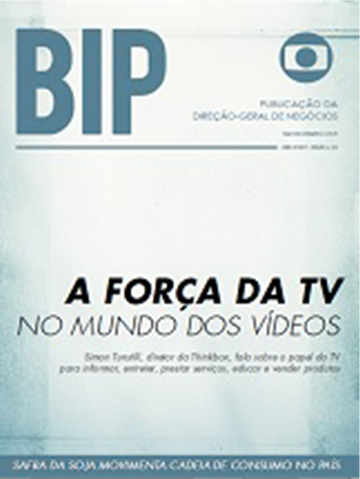 BIP
PUBLICAÇÃO DA
DIREÇÃO-GERAL DE NEGÓCIOS
A FORÇA DA TV
NO MUNDO DOS VÍDEOS
Simon diretor do Thinkbox, fala sobre o papel da TV
para informar, entreter, prestar serviços, educar e vender produtos
SAFRA DA SOJA MOVIMENTA CADEIA DE CONSUMO NO PAÍS